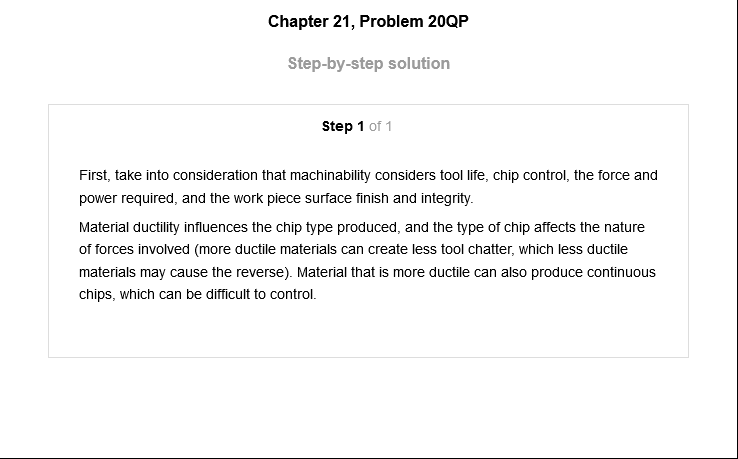 Chapter 21, Problem 20QP
Step-by-step solution
Step 1 of 1
First, take into consideration that machinability considers tool life, chip control, the force and
power required, and the work piece surface finish and integrity.
Material ductility influences the chip type produced, and the type of chip affects the nature
of forces involved (more ductile materials can create less tool chatter, which less ductile
materials may cause the reverse). Material that is more ductile can also produce continuous
chips, which can be difficult to control.